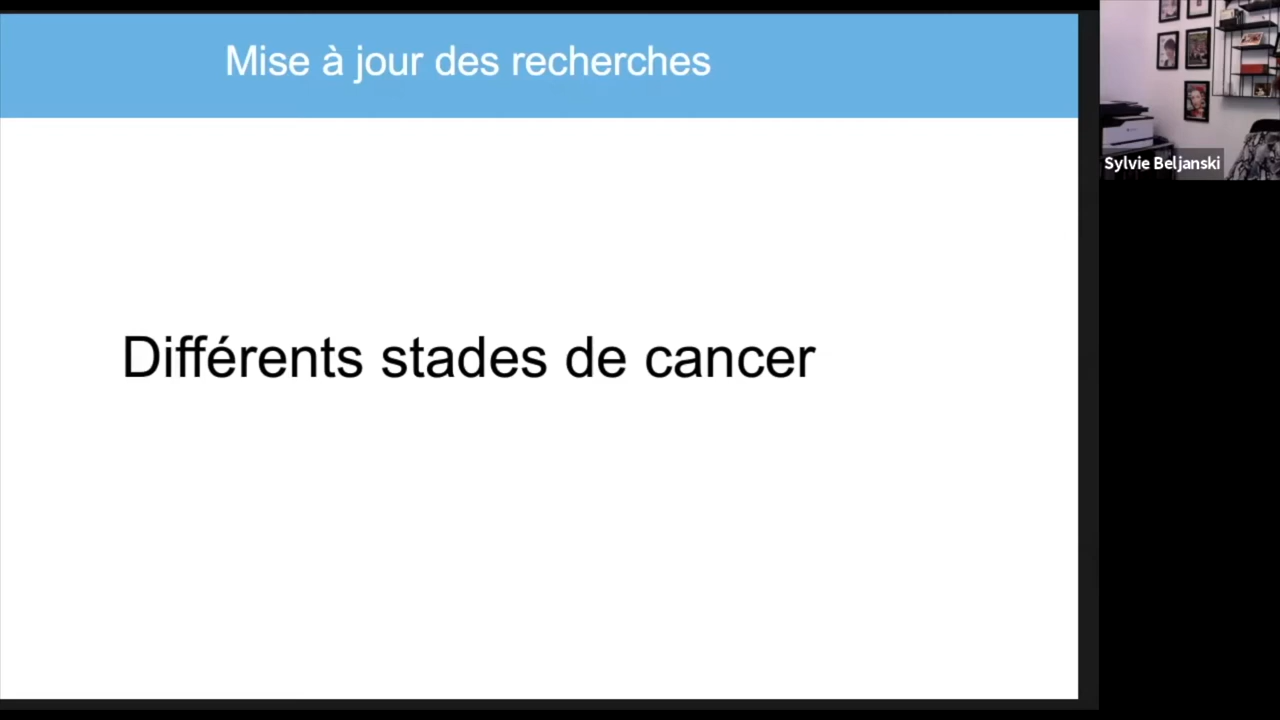 Mise à jour des recherches
Sylvie Beljanski
Différents stades de cancer